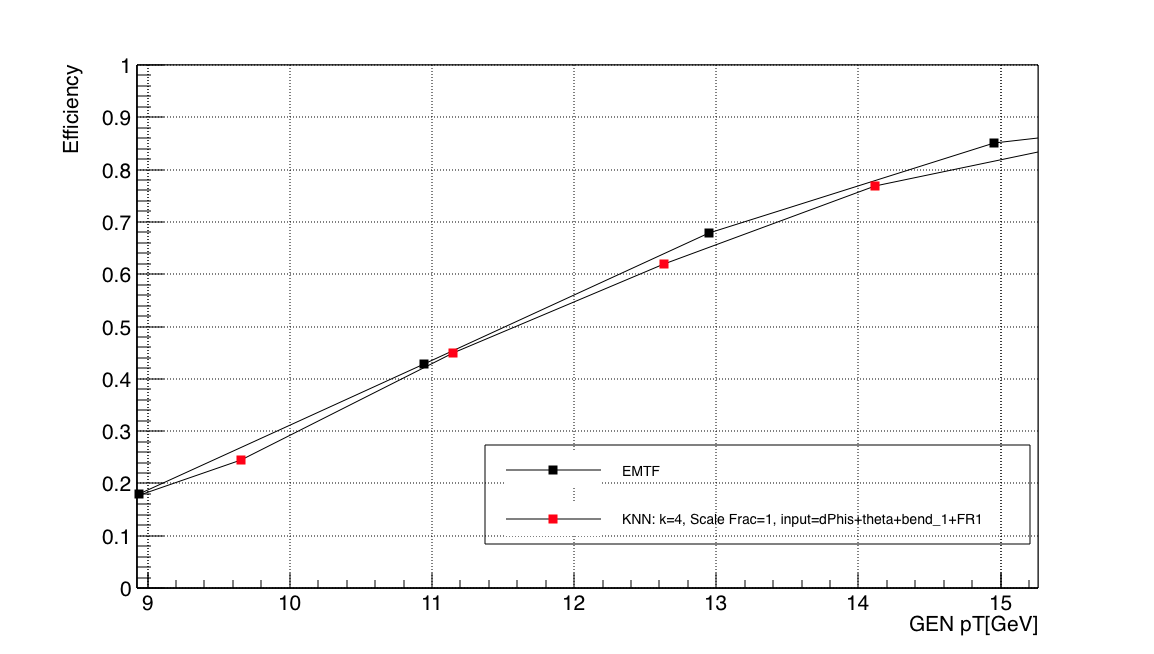 Efficiency
1
0.9
0.8
0.7
0.6
0.5
0.4
0.3
0.2
0.1
0
EMTF
KNN: k=4, Scale Frac=1, input=dPhis+theta+bend_1+FR1
9 10 11 12 13 14 15
GEN pT[GeV]